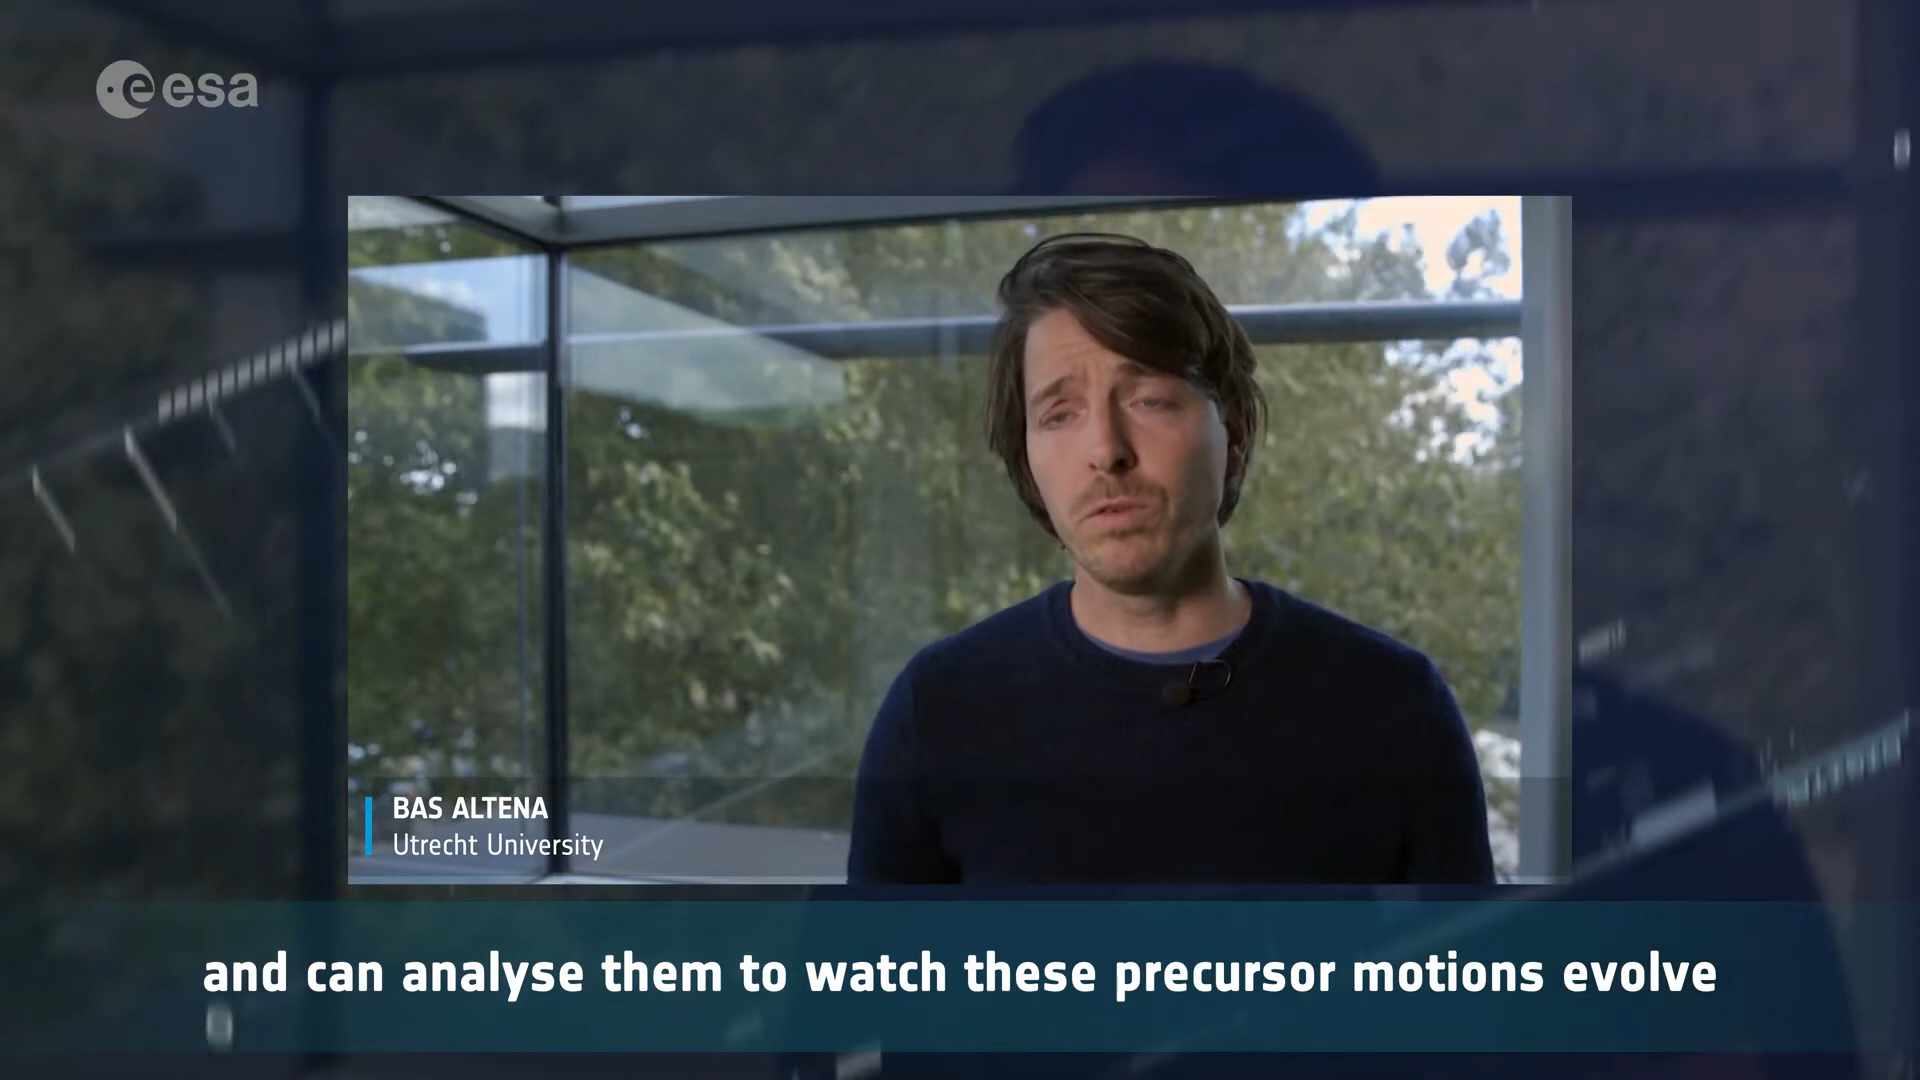 esa
BAS ALTENA
Utrecht University
and can analyse them to watch these precursor motions evolve